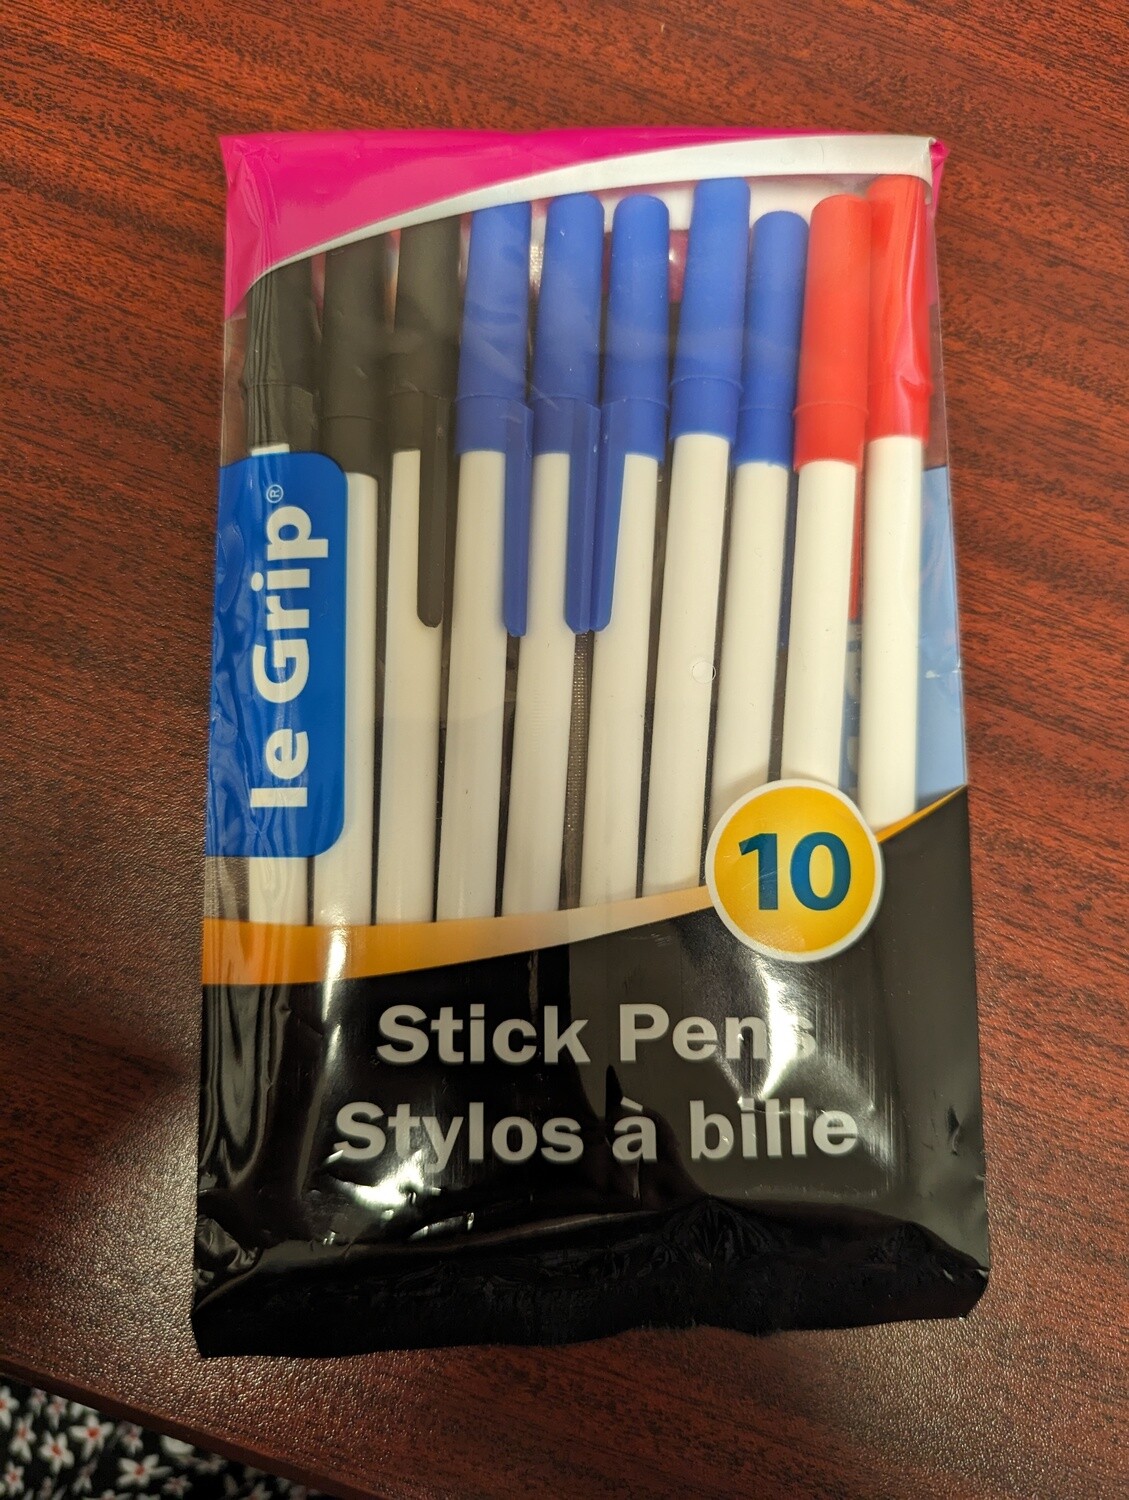 le Grip®
10
Stick Pens
Stylos à bille